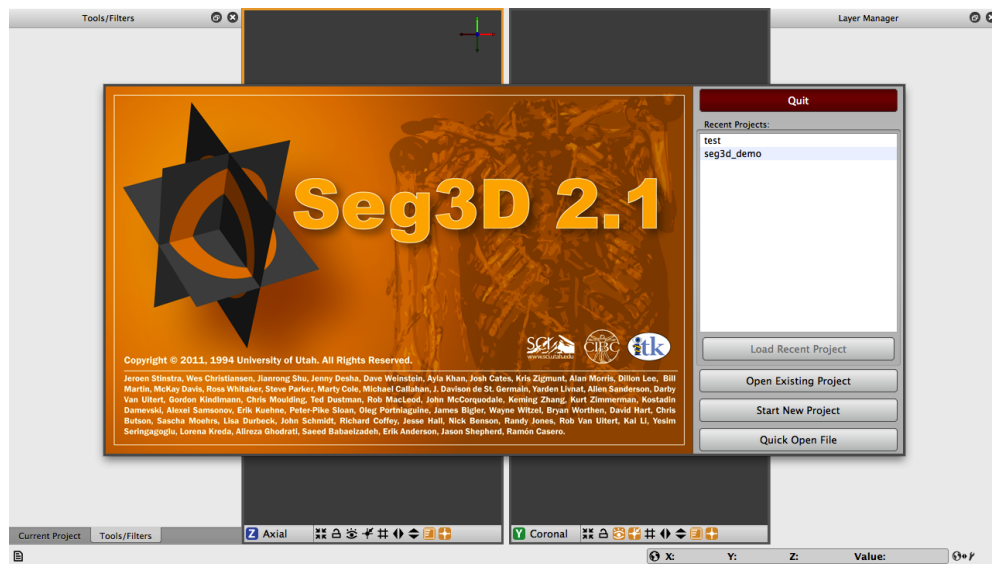 Tools/Filters
Layer Manager
Quit
Recent Projects:
test
seg3d_demo
Seg3D 2.1
SCI
www.sci.utah.edu
CIBC
itk
Load Recent Project
Copyright © 2011, 1994 University of Utah. All Rights Reserved.
Jeroen Stinstra, Wes Christiansen, Jianrong Shu, Jenny Desha, Dave Weinstein, Ayla Khan, Josh Cates, Kris Zigmunt, Alan Morris, Dillon Lee, Bill
Martin, McKay Davis, Ross Whitaker, Steve Parker, Marty Cole, Michael Callahan, J. Davison de St. Germain, Yarden Livnat, Allen Sanderson, Darby
Van Uitert, Gordon Kindlmann, Chris Moulding, Ted Dustman, Rob MacLeod, John McCorquodale, Keming Zhang, Kurt Zimmerman, Kostadin
Damevski, Alexei Samsonov, Erik Kuehne, Peter-Pike Sloan, Oleg Portniaguine, James Bigler, Wayne Witzel, Bryan Worthen, David Hart, Chris
Butson, Sascha Moehrs, Lisa Durbeck, John Schmidt, Richard Coffey, Jesse Hall, Nick Benson, Randy Jones, Rob Van Uitert, Kai Li, Yesim
Seringagoglu, Lorena Kreda, Alireza Ghodrati, Saeed Babaeizadeh, Erik Anderson, Jason Shepherd, Ramón Casero.
Open Existing Project
Start New Project
Quick Open File
Current Project
Tools/Filters
Z Axial
Y Coronal
X: Y: Z: Value: